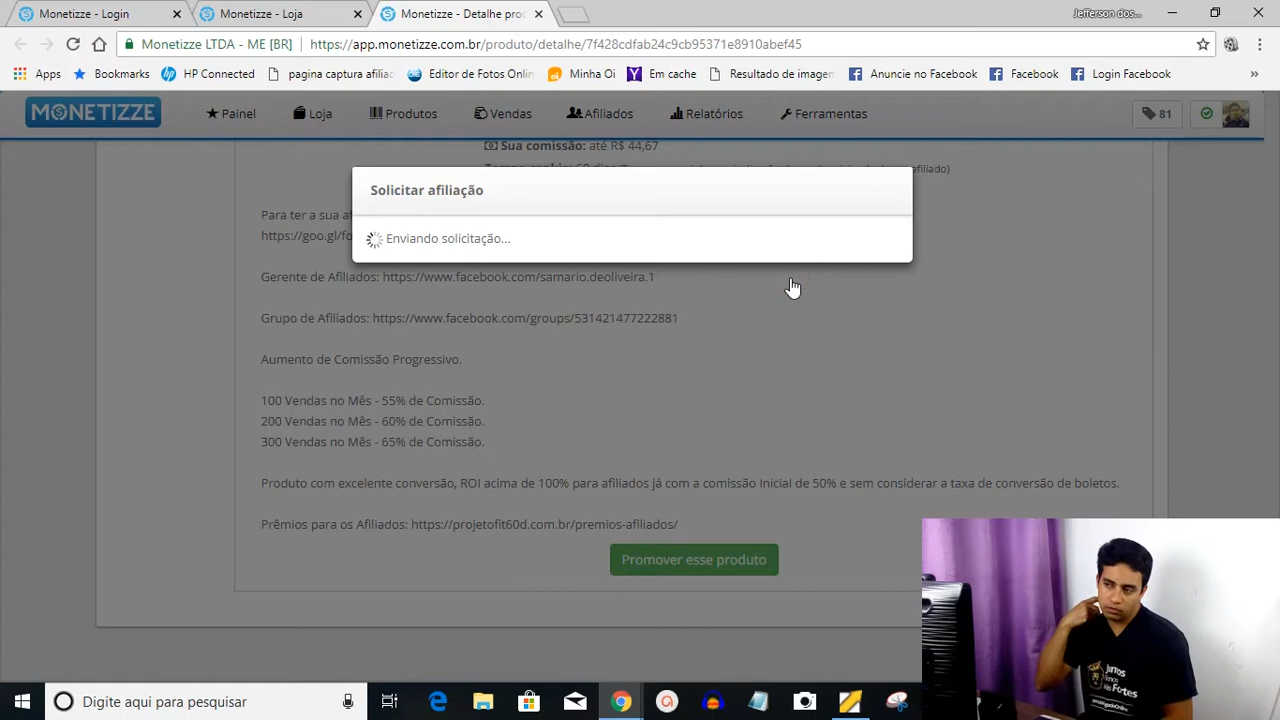 Monetizze - Login
Monetizze - Loja
Monetizze - Detalhe pro
Jefferson dos...
Monetizze LTDA - ME [BR]
https://app.monetizze.com.br/produto/detalhe/7f428cdfab24c9cb95371e8910abef45
Apps
Bookmarks
HP Connected
pagina captura afilia
Editor de Fotos Onlin
Minha Oi
Em cache
Resultado de imagem
Anuncie no Facebook
Facebook
Login Facebook
»
MONETIZZE
Painel
Loja
Produtos
Vendas
Afiliados
Relatórios
Ferramentas
81
Sua comissão: até R$ 44,67
afiliado)
Solicitar afiliação
Enviando solicitação...
Para ter a sua af
https://goo.gl/fo
Gerente de Afiliados: https://www.facebook.com/samario.deoliveira.1
Grupo de Afiliados: https://www.facebook.com/groups/531421477222881
Aumento de Comissão Progressivo.
100 Vendas no Mês - 55% de Comissão.
200 Vendas no Mês - 60% de Comissão.
300 Vendas no Mês - 65% de Comissão.
Produto com excelente conversão, ROI acima de 100% para afiliados já com a comissão Inicial de 50% e sem considerar a taxa de conversão de boletos.
Prêmios para os Afiliados: https://projetofit60d.com.br/premios-afiliados/
Promover esse produto
Juntos
Somos
Mais Fortes
Digite aqui para pesquisar